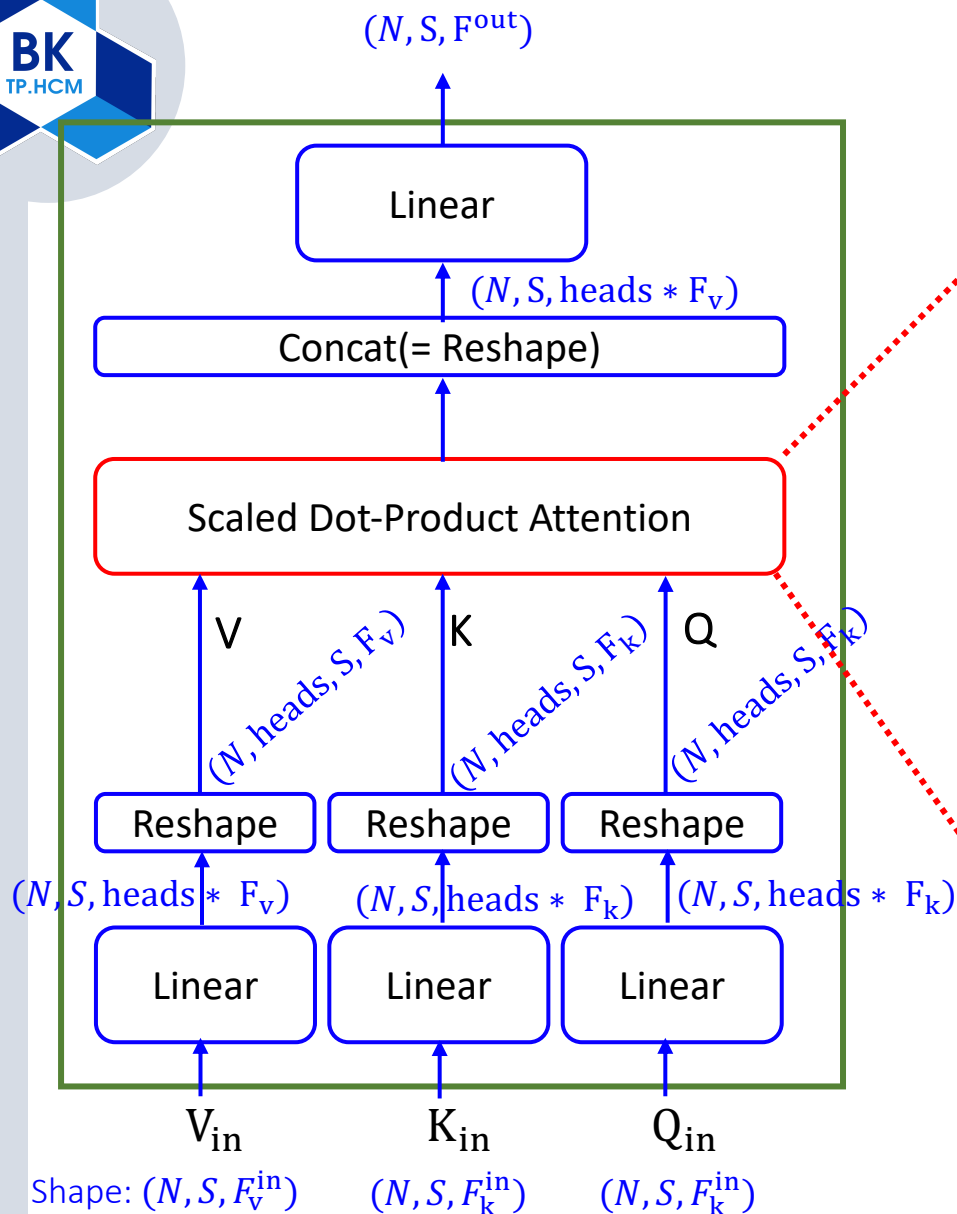 BK
TP.HCM
(N, S, F^out)
Linear
(N, S, heads ∗ F_v)
Concat(= Reshape)
Scaled Dot-Product Attention
V K Q
(N, heads, S, F_v) (N, heads, S, F_k) (N, heads, S, F_k)
Reshape Reshape Reshape
(N, S, heads ∗ F_v) (N, S, heads ∗ F_k) (N, S, heads ∗ F_k)
Linear Linear Linear
V_in K_in Q_in
Shape: (N, S, F_v^in) (N, S, F_k^in) (N, S, F_k^in)